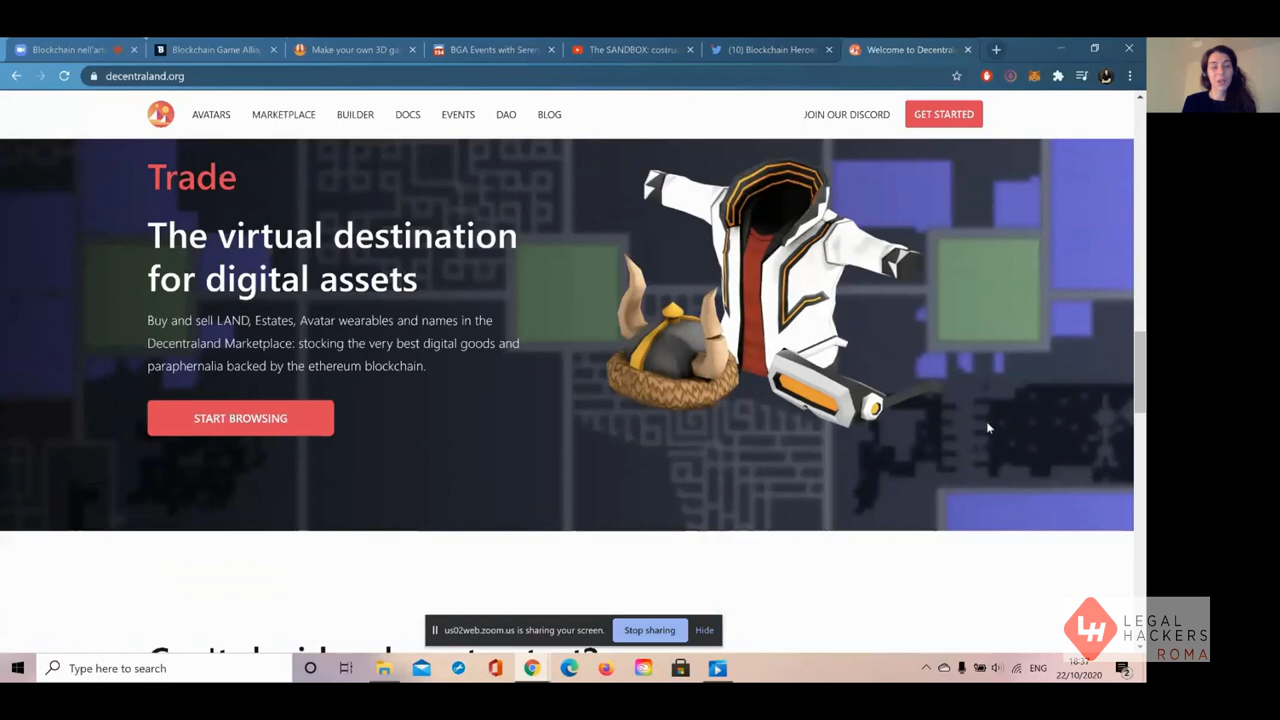 Blockchain nell'art
Blockchain Game Allia
Make your own 3D ga
194
BGA Events with Seren
The SANDBOX: costru
(10) Blockchain Heroe
Welcome to Decentral
decentraland.org
AVATARS
MARKETPLACE
BUILDER
DOCS
EVENTS
DAO
BLOG
JOIN OUR DISCORD
GET STARTED
Trade
The virtual destination
for digital assets
Buy and sell LAND, Estates, Avatar wearables and names in the
Decentraland Marketplace: stocking the very best digital goods and
paraphernalia backed by the ethereum blockchain.
START BROWSING
us02web.zoom.us is sharing your screen.
Stop sharing
Hide
LH
LEGAL
HACKERS
ROMA
Type here to search
ENG
22/10/2020
2